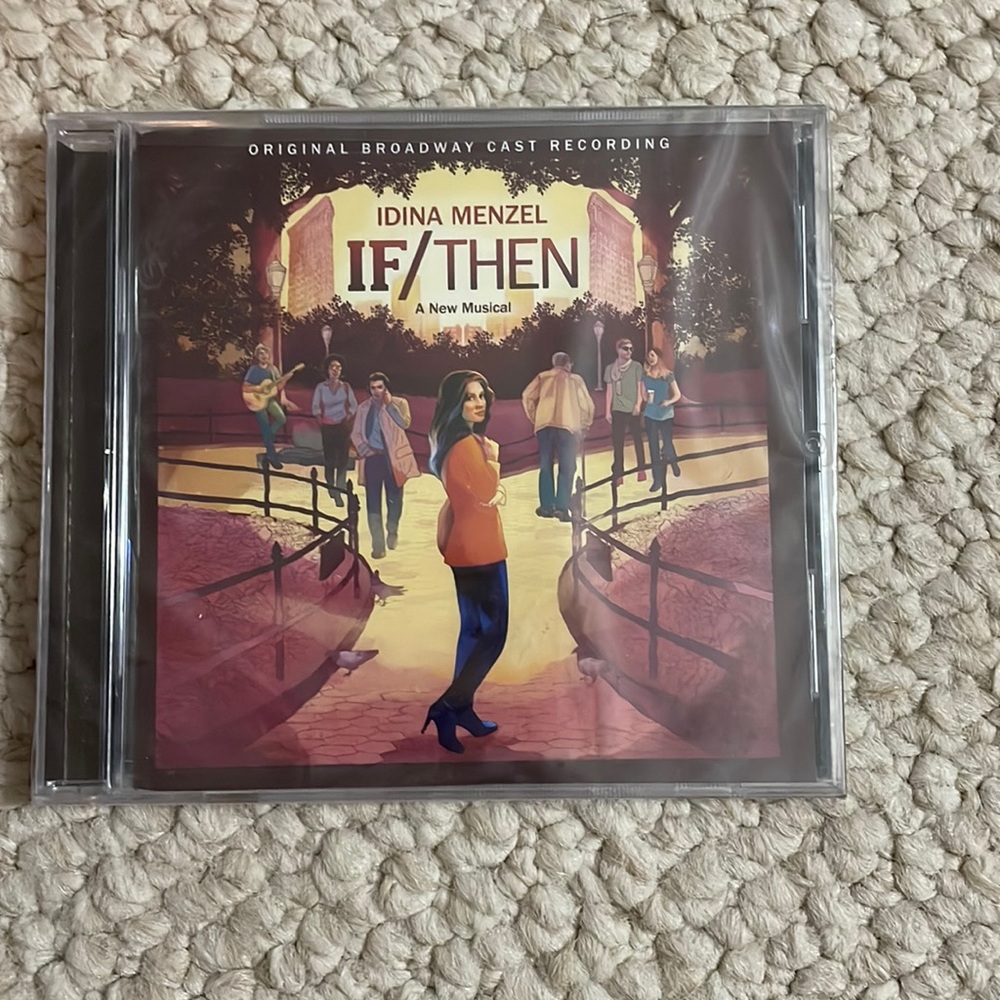 ORIGINAL BROADWAY CAST RECORDING
IDINA MENZEL
IF/THEN
A New Musical